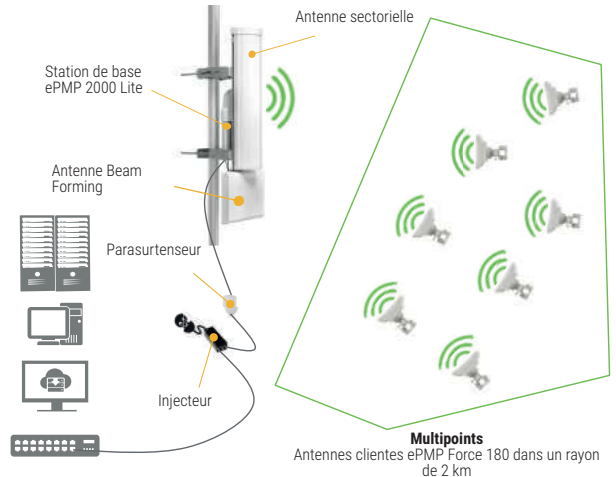 Antenne sectorielle
Station de base
ePMP 2000 Lite
Antenne Beam
Forming
Parasurtenseur
Injecteur
Multipoints
Antennes clientes ePMP Force 180 dans un rayon
de 2 km